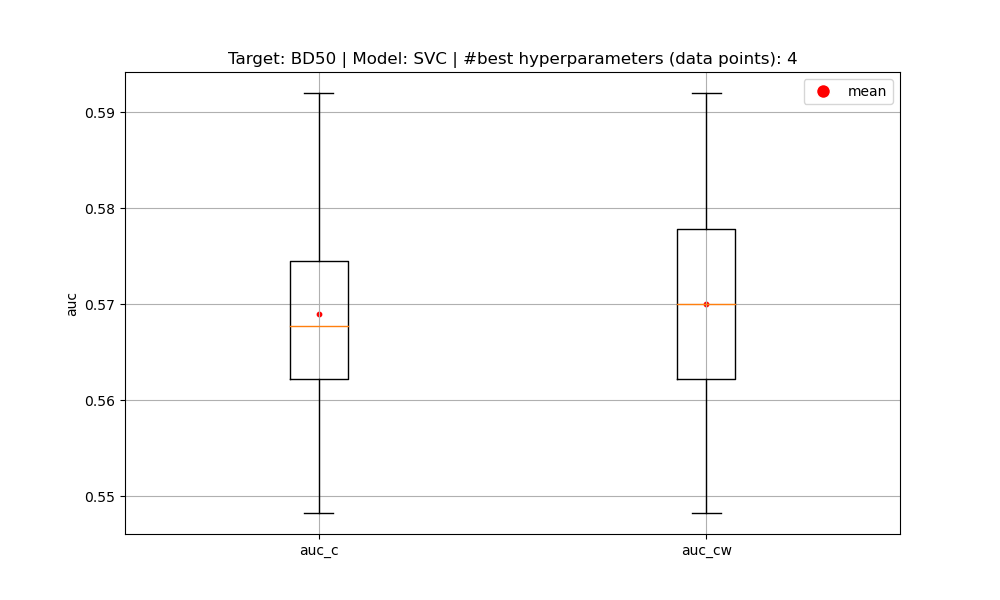 Target: BD50 | Model: SVC | #best hyperparameters (data points): 4
mean
0.59
0.58
0.57
0.56
0.55
auc
auc_c
auc_cw